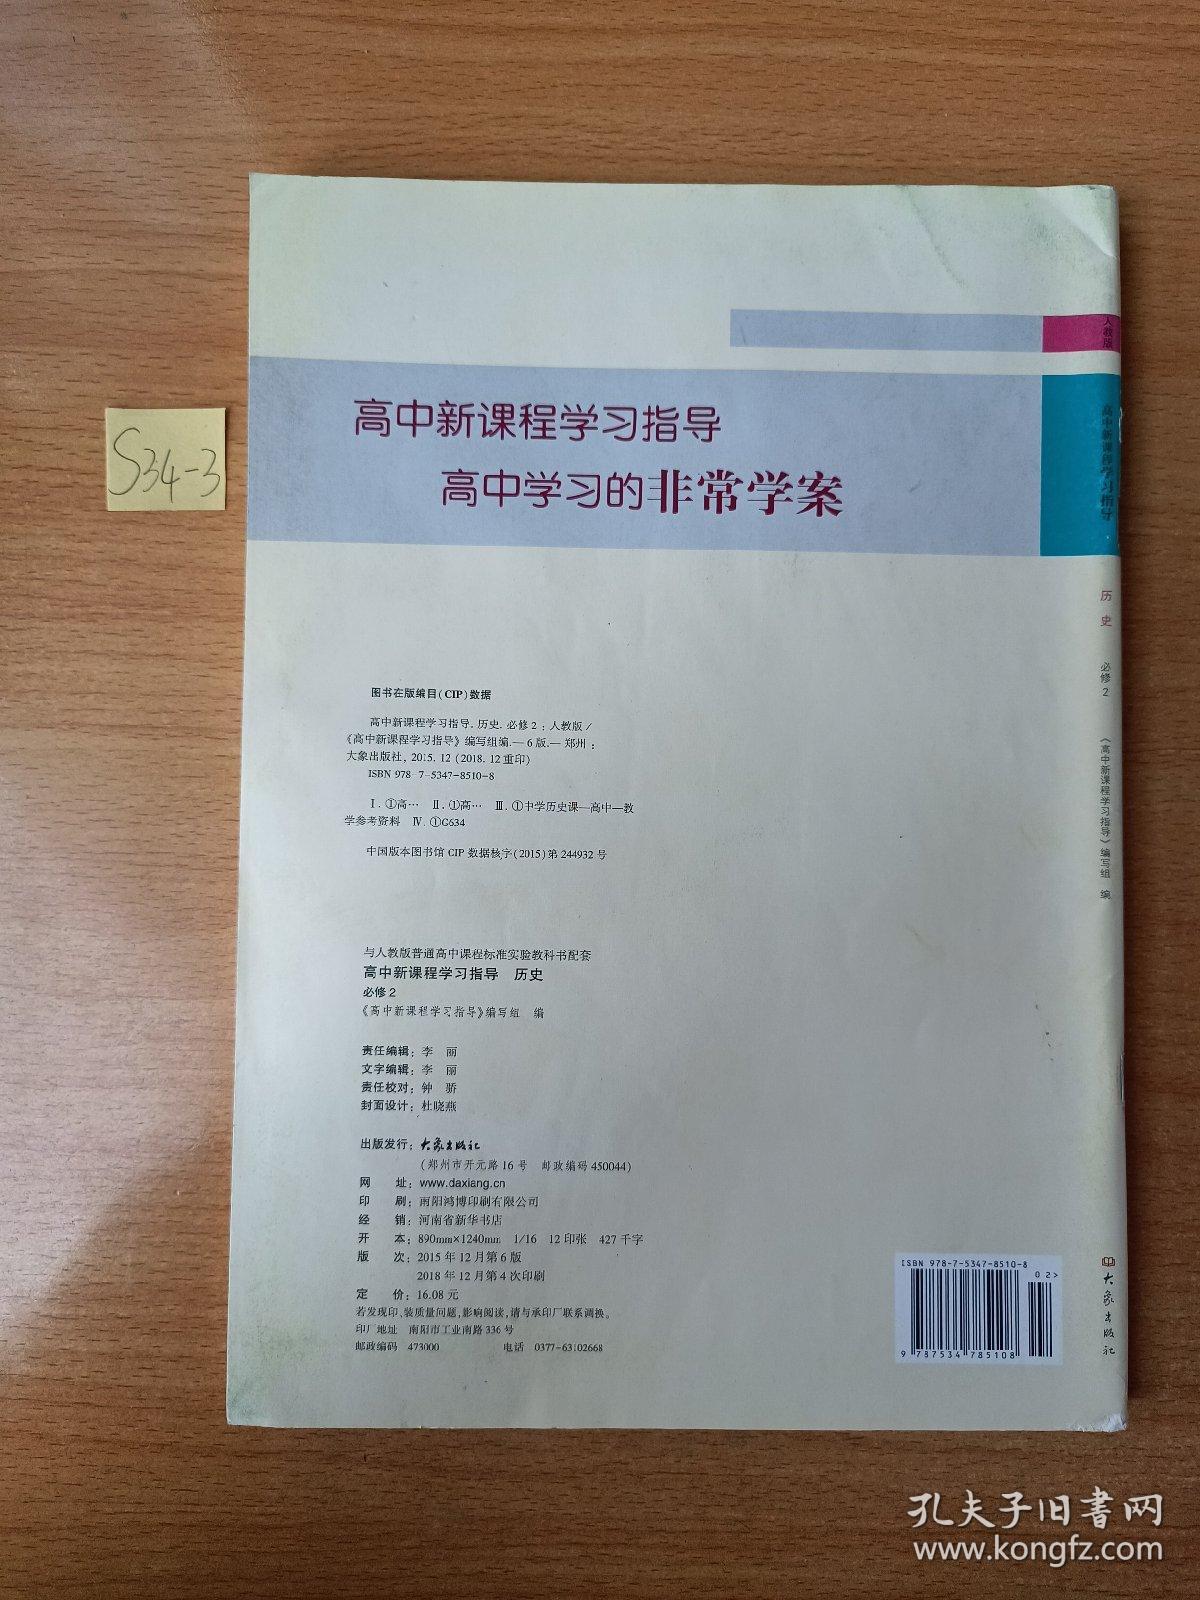 S34-3
高中新课程学习指导
高中学习的非常学案
图书在版编目(CIP)数据
高中新课程学习指导. 历史. 必修2：人教版/
《高中新课程学习指导》编写组编.—6版.—郑州：
大象出版社, 2015. 12 (2018. 12重印)
ISBN 978-7-5347-8510-8
Ⅰ. ①高… Ⅱ. ①高… Ⅲ. ①中学历史课—高中—教
学参考资料 Ⅳ. ①G634
中国版本图书馆CIP数据核字(2015)第244932号
与人教版普通高中课程标准实验教科书配套
高中新课程学习指导 历史
必修2
《高中新课程学习指导》编写组 编
责任编辑：李 丽
文字编辑：李 丽
责任校对：钟 骄
封面设计：杜晓燕
出版发行：大象出版社
(郑州市开元路16号 邮政编码450044)
网 址：www.daxiang.cn
印 刷：南阳鸿博印刷有限公司
经 销：河南省新华书店
开 本：890mm×1240mm 1/16 12印张 427千字
版 次：2015年12月第6版
2018年12月第4次印刷
定 价：16.08元
若发现印、装质量问题，影响阅读，请与承印厂联系调换。
印厂地址 南阳市工业南路336号
邮政编码 473000 电话 0377-63102668
ISBN 978-7-5347-8510-8
02>
9 787534 785108
人教版
高中新课程学习指导
历史
必修2
《高中新课程学习指导》编写组 编
大象出版社
孔夫子旧书网
www.kongfz.com